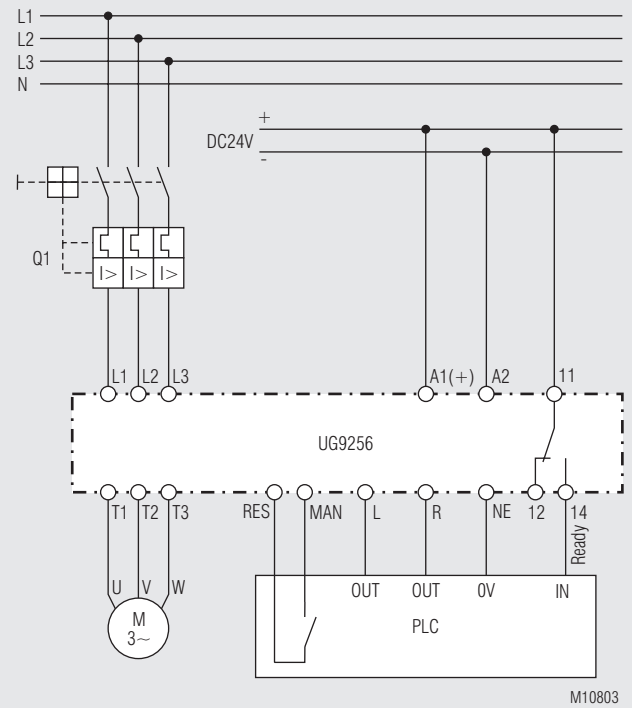 L1
L2
L3
N
+
DC24V
-
Q1
I> I> I>
L1 L2 L3 A1(+) A2 11
UG9256
T1 T2 T3 RES MAN L R NE 12 14
Ready
U V W
OUT OUT 0V IN
M
3~
PLC
M10803